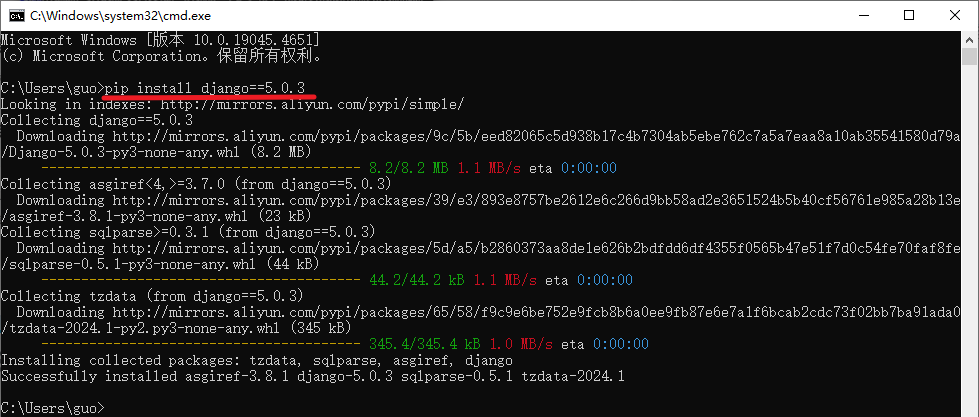 C:\Windows\system32\cmd.exe
Microsoft Windows [版本 10.0.19045.4651]
(c) Microsoft Corporation。保留所有权利。
C:\Users\guo>pip install django==5.0.3
Looking in indexes: http://mirrors.aliyun.com/pypi/simple/
Collecting django==5.0.3
Downloading http://mirrors.aliyun.com/pypi/packages/9c/5b/eed82065c5d938b17c4b7304ab5ebe762c7a5a7eaa8a10ab35541580d79a
/Django-5.0.3-py3-none-any.whl (8.2 MB)
---------------------------------------- 8.2/8.2 MB 1.1 MB/s eta 0:00:00
Collecting asgiref<4,>=3.7.0 (from django==5.0.3)
Downloading http://mirrors.aliyun.com/pypi/packages/39/e3/893e8757be2612e6c266d9bb58ad2e3651524b5b40cf56761e985a28b13e
/asgiref-3.8.1-py3-none-any.whl (23 kB)
Collecting sqlparse>=0.3.1 (from django==5.0.3)
Downloading http://mirrors.aliyun.com/pypi/packages/5d/a5/b2860373aa8de1e626b2bdfdd6df4355f0565b47e51f7d0c54fe70faf8fe
/sqlparse-0.5.1-py3-none-any.whl (44 kB)
---------------------------------------- 44.2/44.2 kB 1.1 MB/s eta 0:00:00
Collecting tzdata (from django==5.0.3)
Downloading http://mirrors.aliyun.com/pypi/packages/65/58/f9c9e6be752e9fcb8b6a0ee9fb87e6e7a1f6bcab2cdc73f02bb7ba91ada0
/tzdata-2024.1-py2.py3-none-any.whl (345 kB)
---------------------------------------- 345.4/345.4 kB 1.0 MB/s eta 0:00:00
Installing collected packages: tzdata, sqlparse, asgiref, django
Successfully installed asgiref-3.8.1 django-5.0.3 sqlparse-0.5.1 tzdata-2024.1
C:\Users\guo>